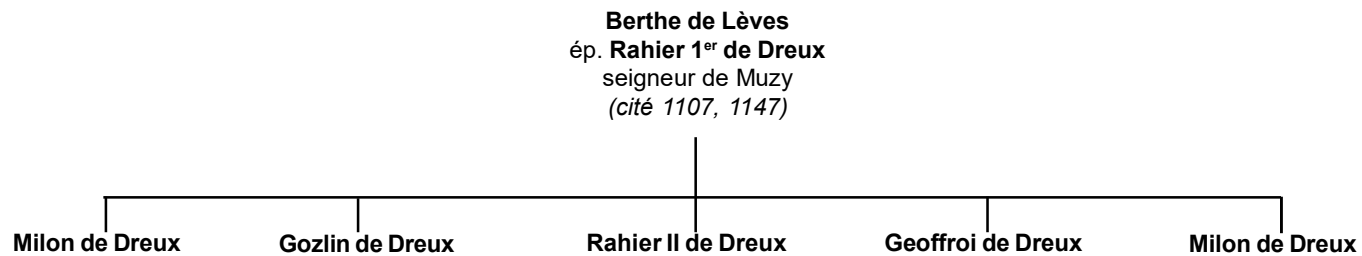 Berthe de Lèves
ép. Rahier 1er de Dreux
seigneur de Muzy
(cité 1107, 1147)
Milon de Dreux Gozlin de Dreux Rahier II de Dreux Geoffroi de Dreux Milon de Dreux